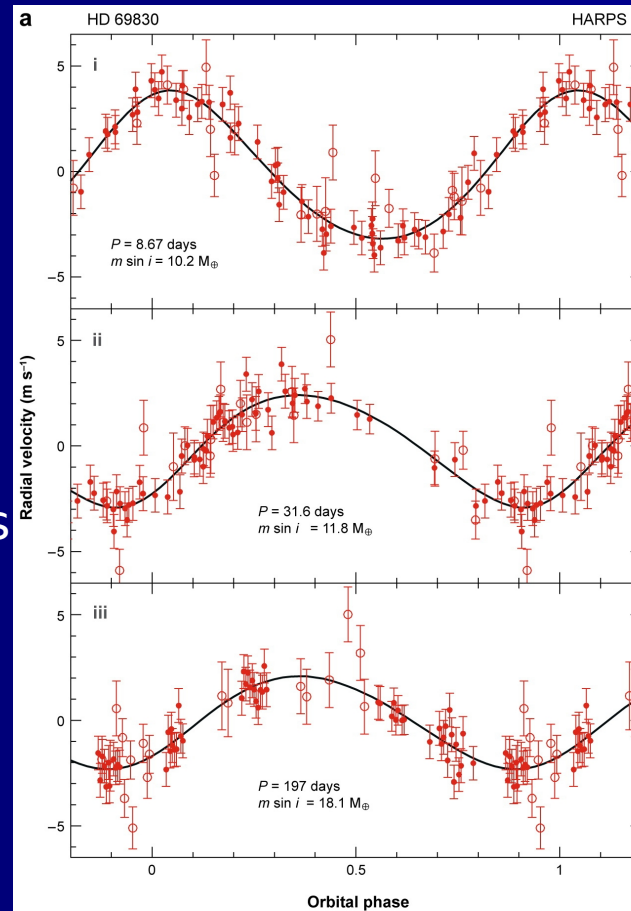 a
HD 69830
HARPS
i
5
0
−5
P = 8.67 days
m sin i = 10.2 M⊕
ii
5
0
−5
P = 31.6 days
m sin i = 11.8 M⊕
Radial velocity (m s⁻¹)
iii
5
0
−5
P = 197 days
m sin i = 18.1 M⊕
0
0.5
1
Orbital phase